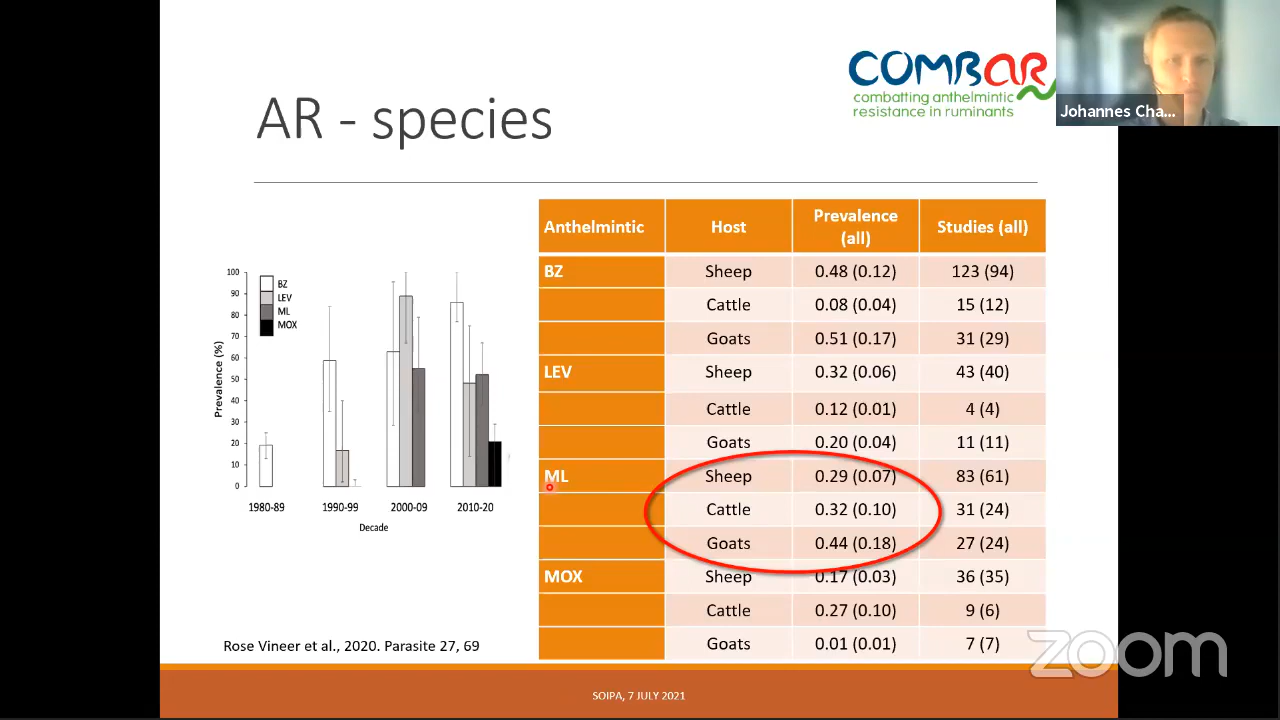 AR - species
COMBAR
combatting anthelmintic
resistance in ruminants
Johannes Cha...
Prevalence (%)
100
90
80
70
60
50
40
30
20
10
0
BZ
LEV
ML
MOX
1980-89 1990-99 2000-09 2010-20
Decade
Anthelmintic Host Prevalence (all) Studies (all)
BZ Sheep 0.48 (0.12) 123 (94)
Cattle 0.08 (0.04) 15 (12)
Goats 0.51 (0.17) 31 (29)
LEV Sheep 0.32 (0.06) 43 (40)
Cattle 0.12 (0.01) 4 (4)
Goats 0.20 (0.04) 11 (11)
ML Sheep 0.29 (0.07) 83 (61)
Cattle 0.32 (0.10) 31 (24)
Goats 0.44 (0.18) 27 (24)
MOX Sheep 0.17 (0.03) 36 (35)
Cattle 0.27 (0.10) 9 (6)
Goats 0.01 (0.01) 7 (7)
Rose Vineer et al., 2020. Parasite 27, 69
zoom
SOIPA, 7 JULY 2021